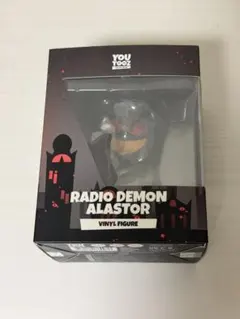 YOU
TOOZ
RADIO DEMON
ALASTOR
VINYL FIGURE